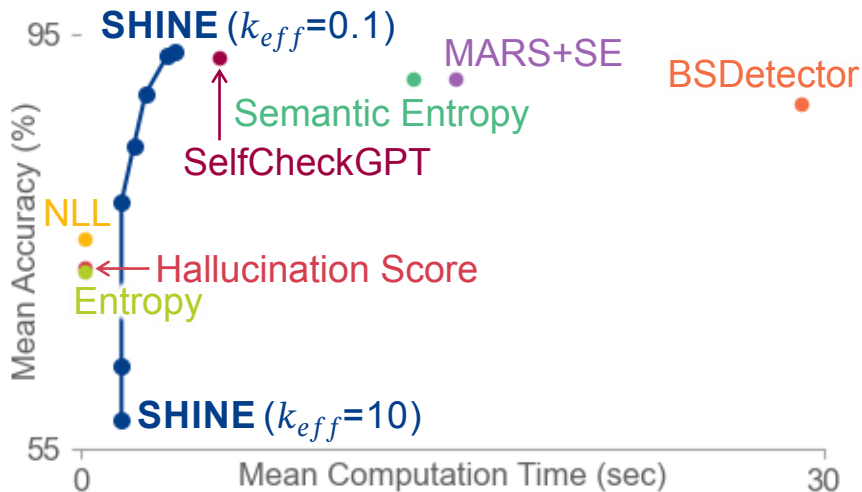 95
SHINE (k_eff=0.1)
MARS+SE
BSDetector
Semantic Entropy
SelfCheckGPT
NLL
Hallucination Score
Entropy
Mean Accuracy (%)
SHINE (k_eff=10)
55
0
Mean Computation Time (sec)
30